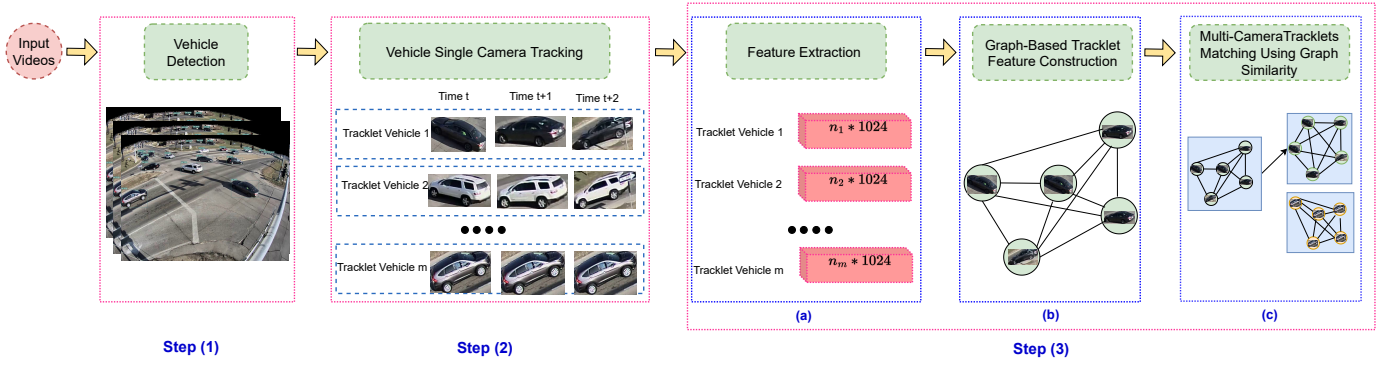 Input
Videos
Vehicle
Detection
Vehicle Single Camera Tracking
Feature Extraction
Graph-Based Tracklet
Feature Construction
Multi-CameraTracklets
Matching Using Graph
Similarity
Time t
Time t+1
Time t+2
Tracklet Vehicle 1
Tracklet Vehicle 2
Tracklet Vehicle m
Tracklet Vehicle 1
n₁ * 1024
Tracklet Vehicle 2
n₂ * 1024
Tracklet Vehicle m
nₘ * 1024
(a)
(b)
(c)
Step (1)
Step (2)
Step (3)